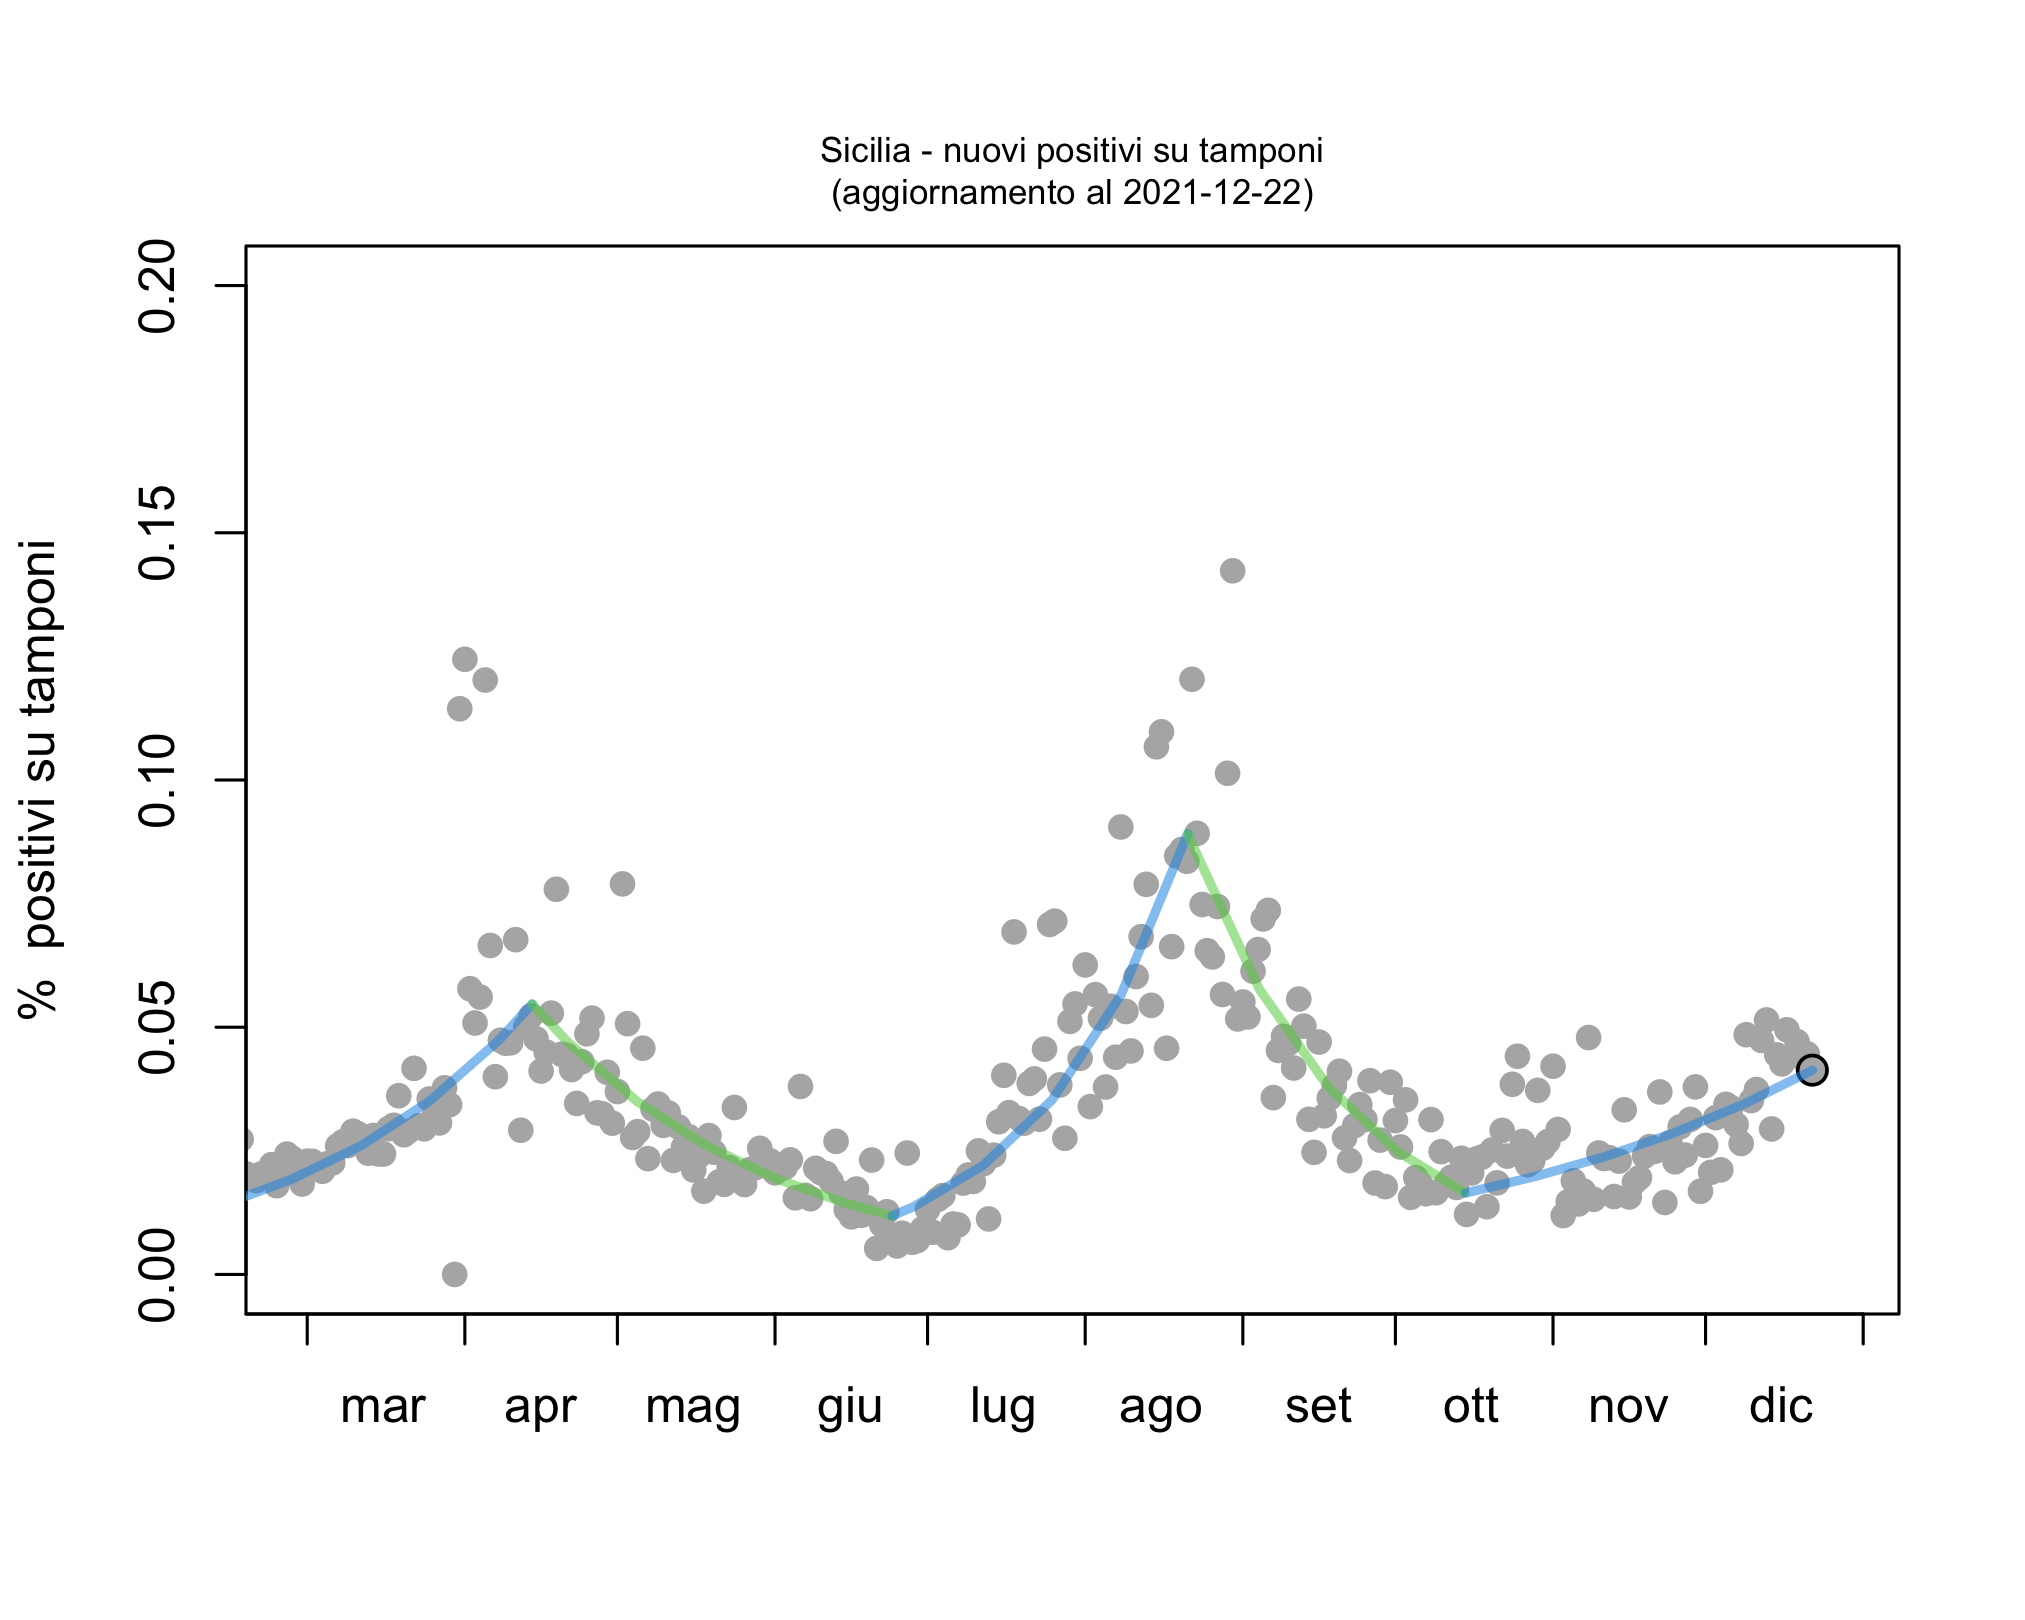 Sicilia - nuovi positivi su tamponi
(aggiornamento al 2021-12-22)
% positivi su tamponi
0.20
0.15
0.10
0.05
0.00
mar apr mag giu lug ago set ott nov dic